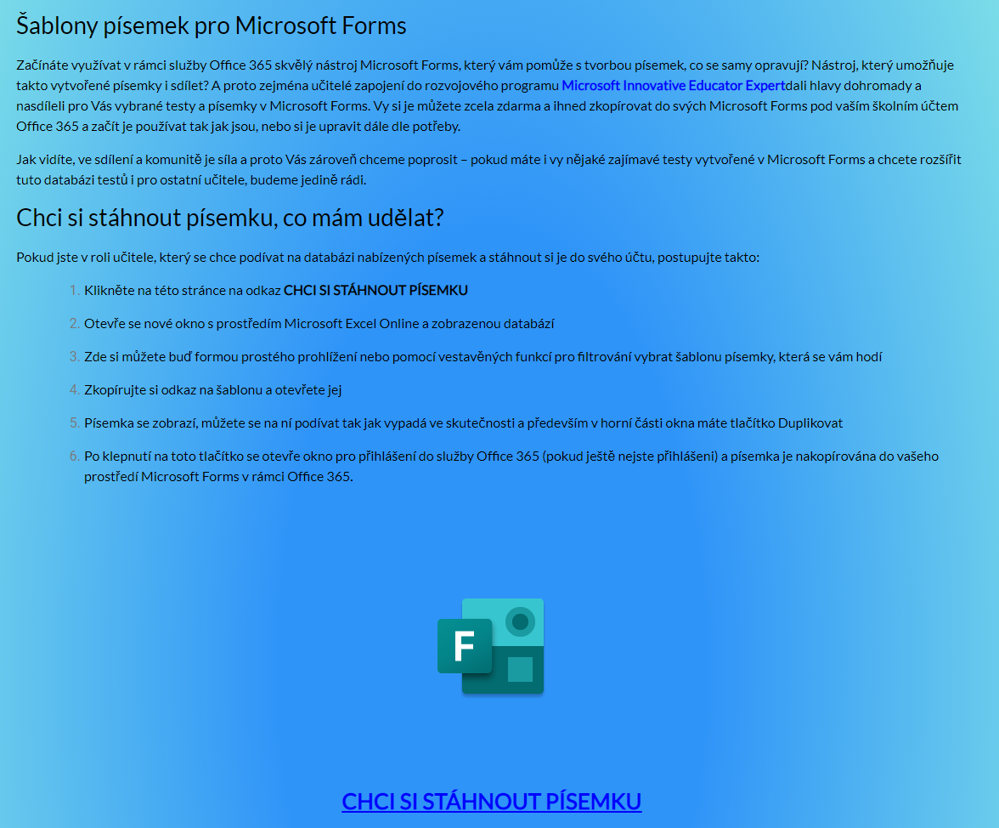 Šablony písemek pro Microsoft Forms
Začínáte využívat v rámci služby Office 365 skvělý nástroj Microsoft Forms, který vám pomůže s tvorbou písemek, co se samy opravují? Nástroj, který umožňuje
takto vytvořené písemky i sdílet? A proto zejména učitelé zapojení do rozvojového programu Microsoft Innovative Educator Expertdali hlavy dohromady a
nasdíleli pro Vás vybrané testy a písemky v Microsoft Forms. Vy si je můžete zcela zdarma a ihned zkopírovat do svých Microsoft Forms pod vaším školním účtem
Office 365 a začít je používat tak jak jsou, nebo si je upravit dále dle potřeby.
Jak vidíte, ve sdílení a komunitě je síla a proto Vás zároveň chceme poprosit – pokud máte i vy nějaké zajímavé testy vytvořené v Microsoft Forms a chcete rozšířit
tuto databázi testů i pro ostatní učitele, budeme jedině rádi.
Chci si stáhnout písemku, co mám udělat?
Pokud jste v roli učitele, který se chce podívat na databázi nabízených písemek a stáhnout si je do svého účtu, postupujte takto:
1. Klikněte na této stránce na odkaz CHCI SI STÁHNOUT PÍSEMKU
2. Otevře se nové okno s prostředím Microsoft Excel Online a zobrazenou databází
3. Zde si můžete buď formou prostého prohlížení nebo pomocí vestavěných funkcí pro filtrování vybrat šablonu písemky, která se vám hodí
4. Zkopírujte si odkaz na šablonu a otevřete jej
5. Písemka se zobrazí, můžete se na ní podívat tak jak vypadá ve skutečnosti a především v horní části okna máte tlačítko Duplikovat
6. Po klepnutí na toto tlačítko se otevře okno pro přihlášení do služby Office 365 (pokud ještě nejste přihlášeni) a písemka je nakopírována do vašeho
prostředí Microsoft Forms v rámci Office 365.
F
CHCI SI STÁHNOUT PÍSEMKU